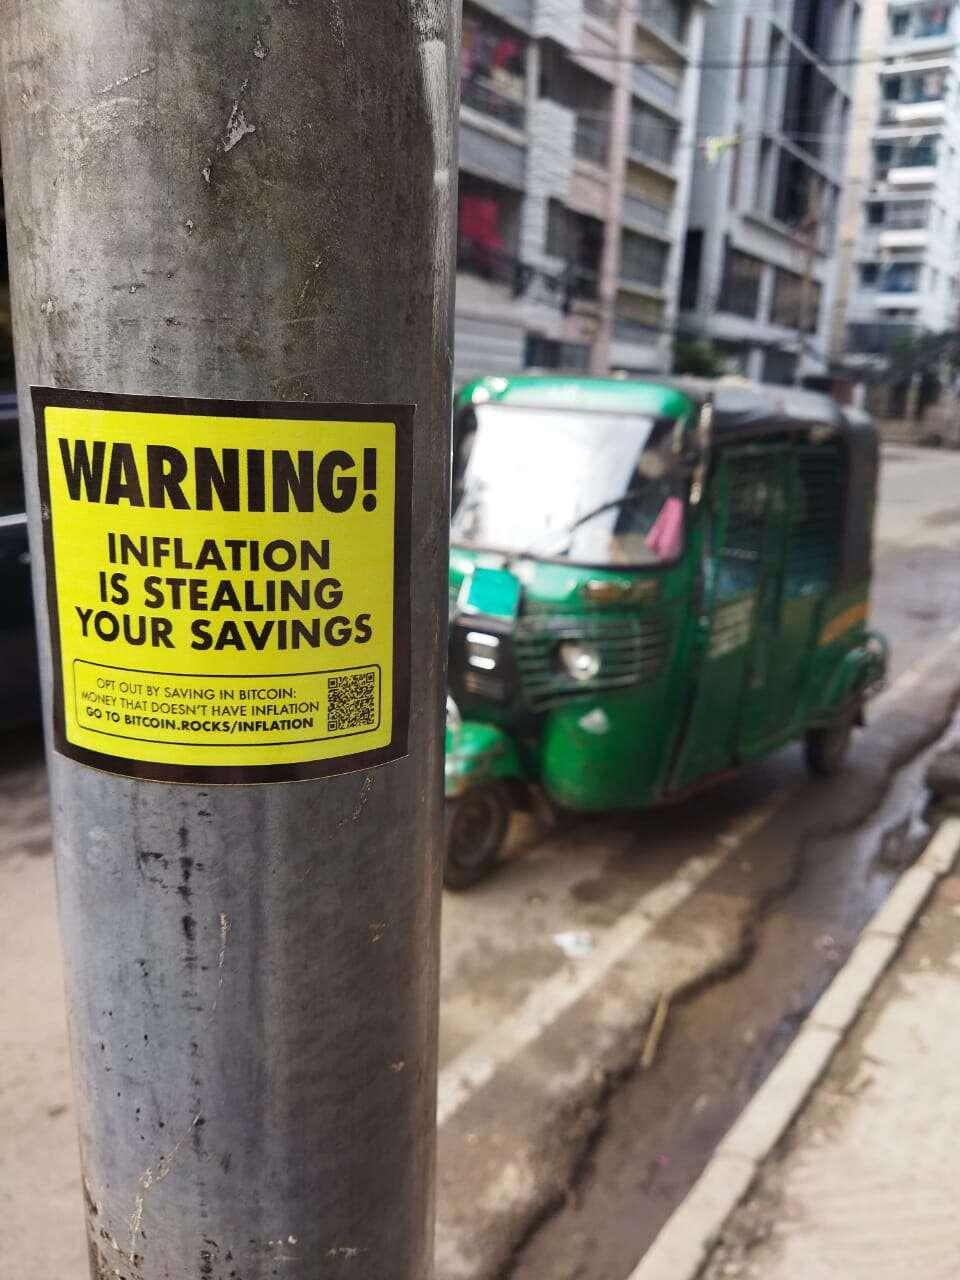 WARNING!
INFLATION
IS STEALING
YOUR SAVINGS
OPT OUT BY SAVING IN BITCOIN:
MONEY THAT DOESN'T HAVE INFLATION
GO TO BITCOIN.ROCKS/INFLATION